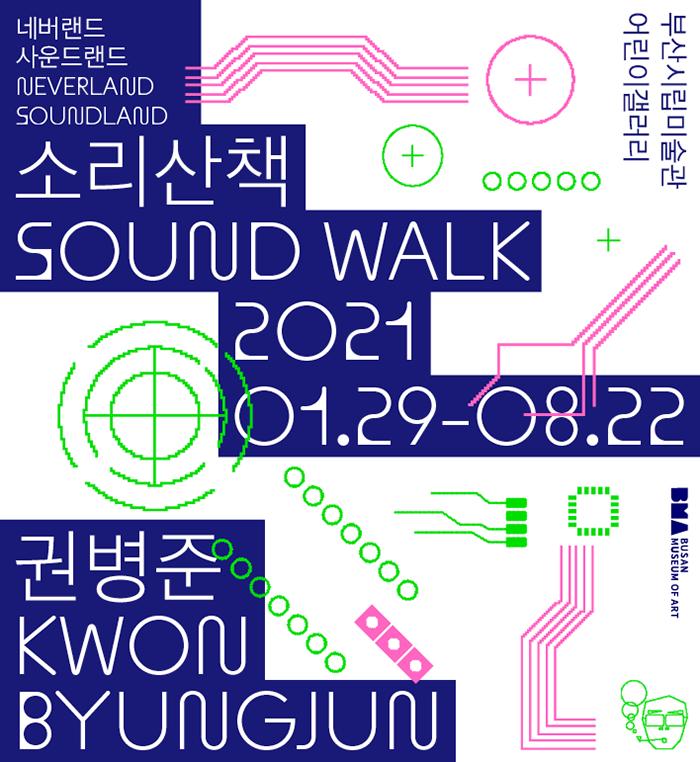 네버랜드
사운드랜드
NEVERLAND
SOUNDLAND
소리산책
SOUND WALK
2021
01.29-08.22
권병준
KWON
BYUNGJUN
부산시립미술관
어린이갤러리
BMA
BUSAN
MUSEUM OF ART